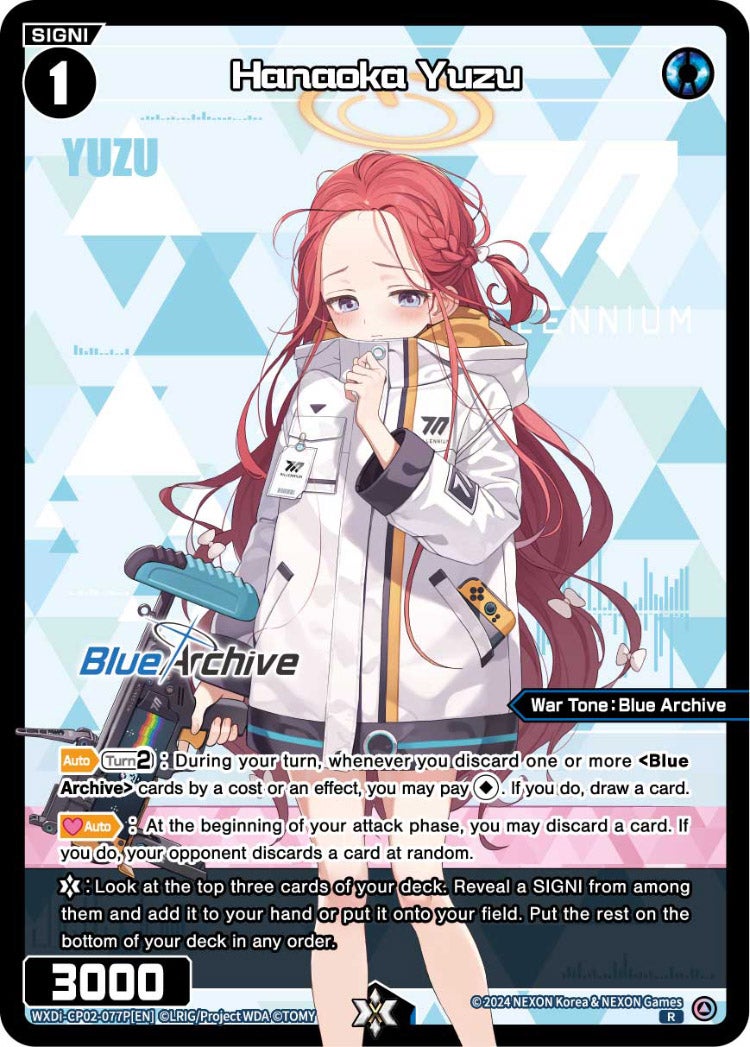 SIGNI
1
Hanaoka Yuzu
YUZU
MILLENNIUM
MILLENNIUM
Blue Archive
War Tone:Blue Archive
Auto Turn2 : During your turn, whenever you discard one or more <Blue
Archive> cards by a cost or an effect, you may pay ◆. If you do, draw a card.
Auto : At the beginning of your attack phase, you may discard a card. If
you do, your opponent discards a card at random.
: Look at the top three cards of your deck. Reveal a SIGNI from among
them and add it to your hand or put it onto your field. Put the rest on the
bottom of your deck in any order.
3000
WXDi-CP02-077P[EN] ©LRIG/Project WDA ©TOMY
©2024 NEXON Korea & NEXON Games
R